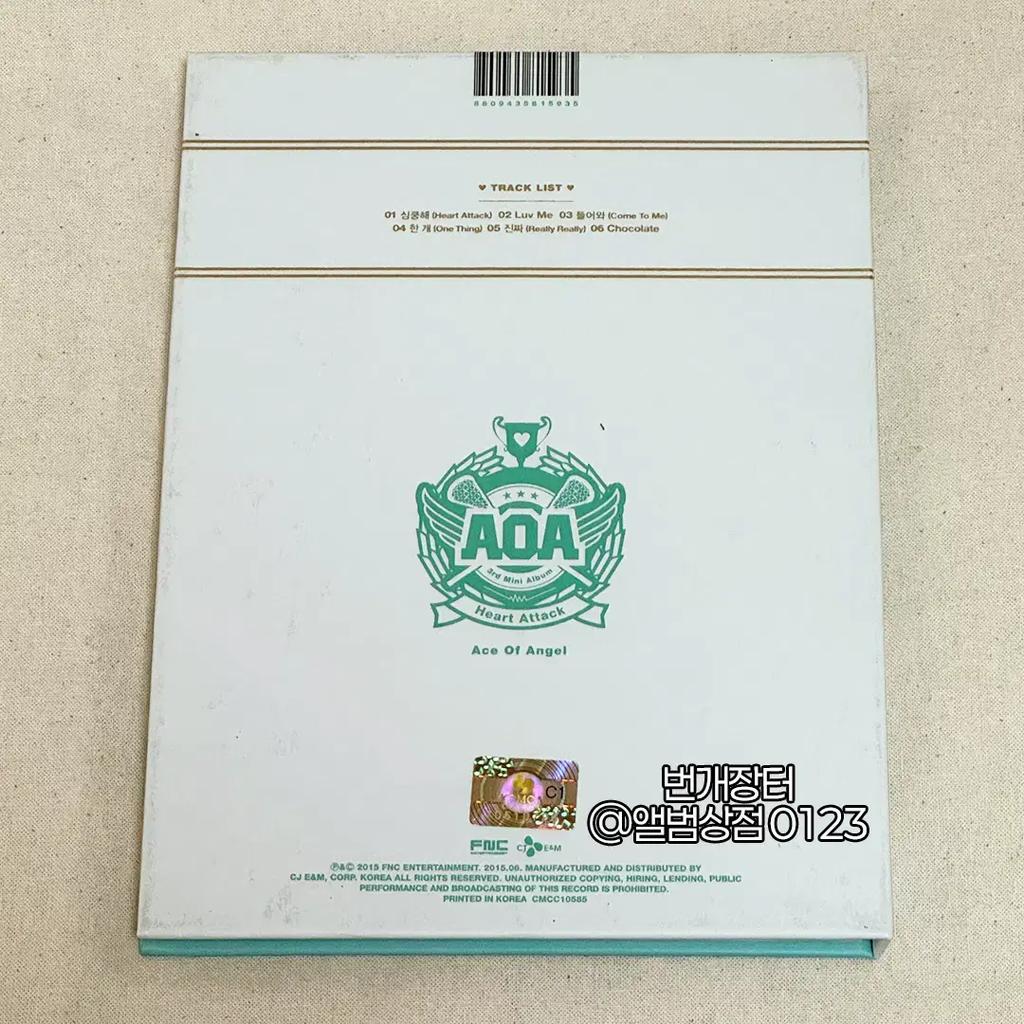 8809435815935
♥ TRACK LIST ♥
01 심쿵해 (Heart Attack) 02 Luv Me 03 들어와 (Come To Me)
04 한 개 (One Thing) 05 진짜 (Really Really) 06 Chocolate
AOA
3rd Mini Album
Heart Attack
Ace Of Angel
C1
번개장터
@앨범상점0123
FNC
ENTERTAINMENT
CJ E&M
Ⓟ&Ⓒ 2015 FNC ENTERTAINMENT. 2015.06. MANUFACTURED AND DISTRIBUTED BY
CJ E&M, CORP. KOREA ALL RIGHTS RESERVED. UNAUTHORIZED COPYING, HIRING, LENDING, PUBLIC
PERFORMANCE AND BROADCASTING OF THIS RECORD IS PROHIBITED.
PRINTED IN KOREA CMCC10585